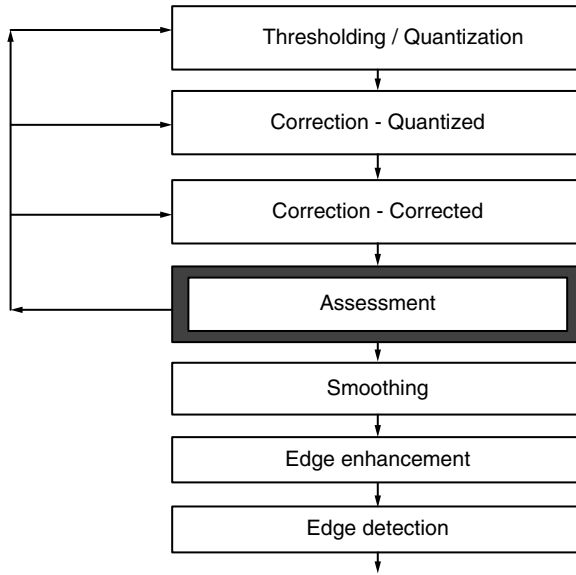 Thresholding / Quantization
Correction - Quantized
Correction - Corrected
Assessment
Smoothing
Edge enhancement
Edge detection